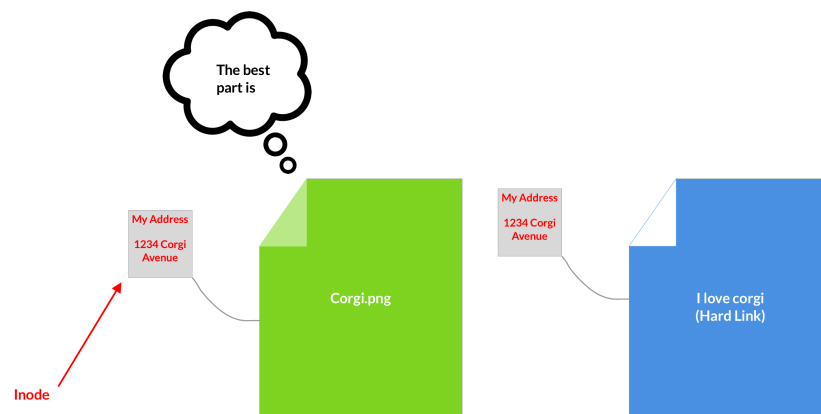 The best
part is
My Address
1234 Corgi
Avenue
Corgi.png
My Address
1234 Corgi
Avenue
I love corgi
(Hard Link)
Inode